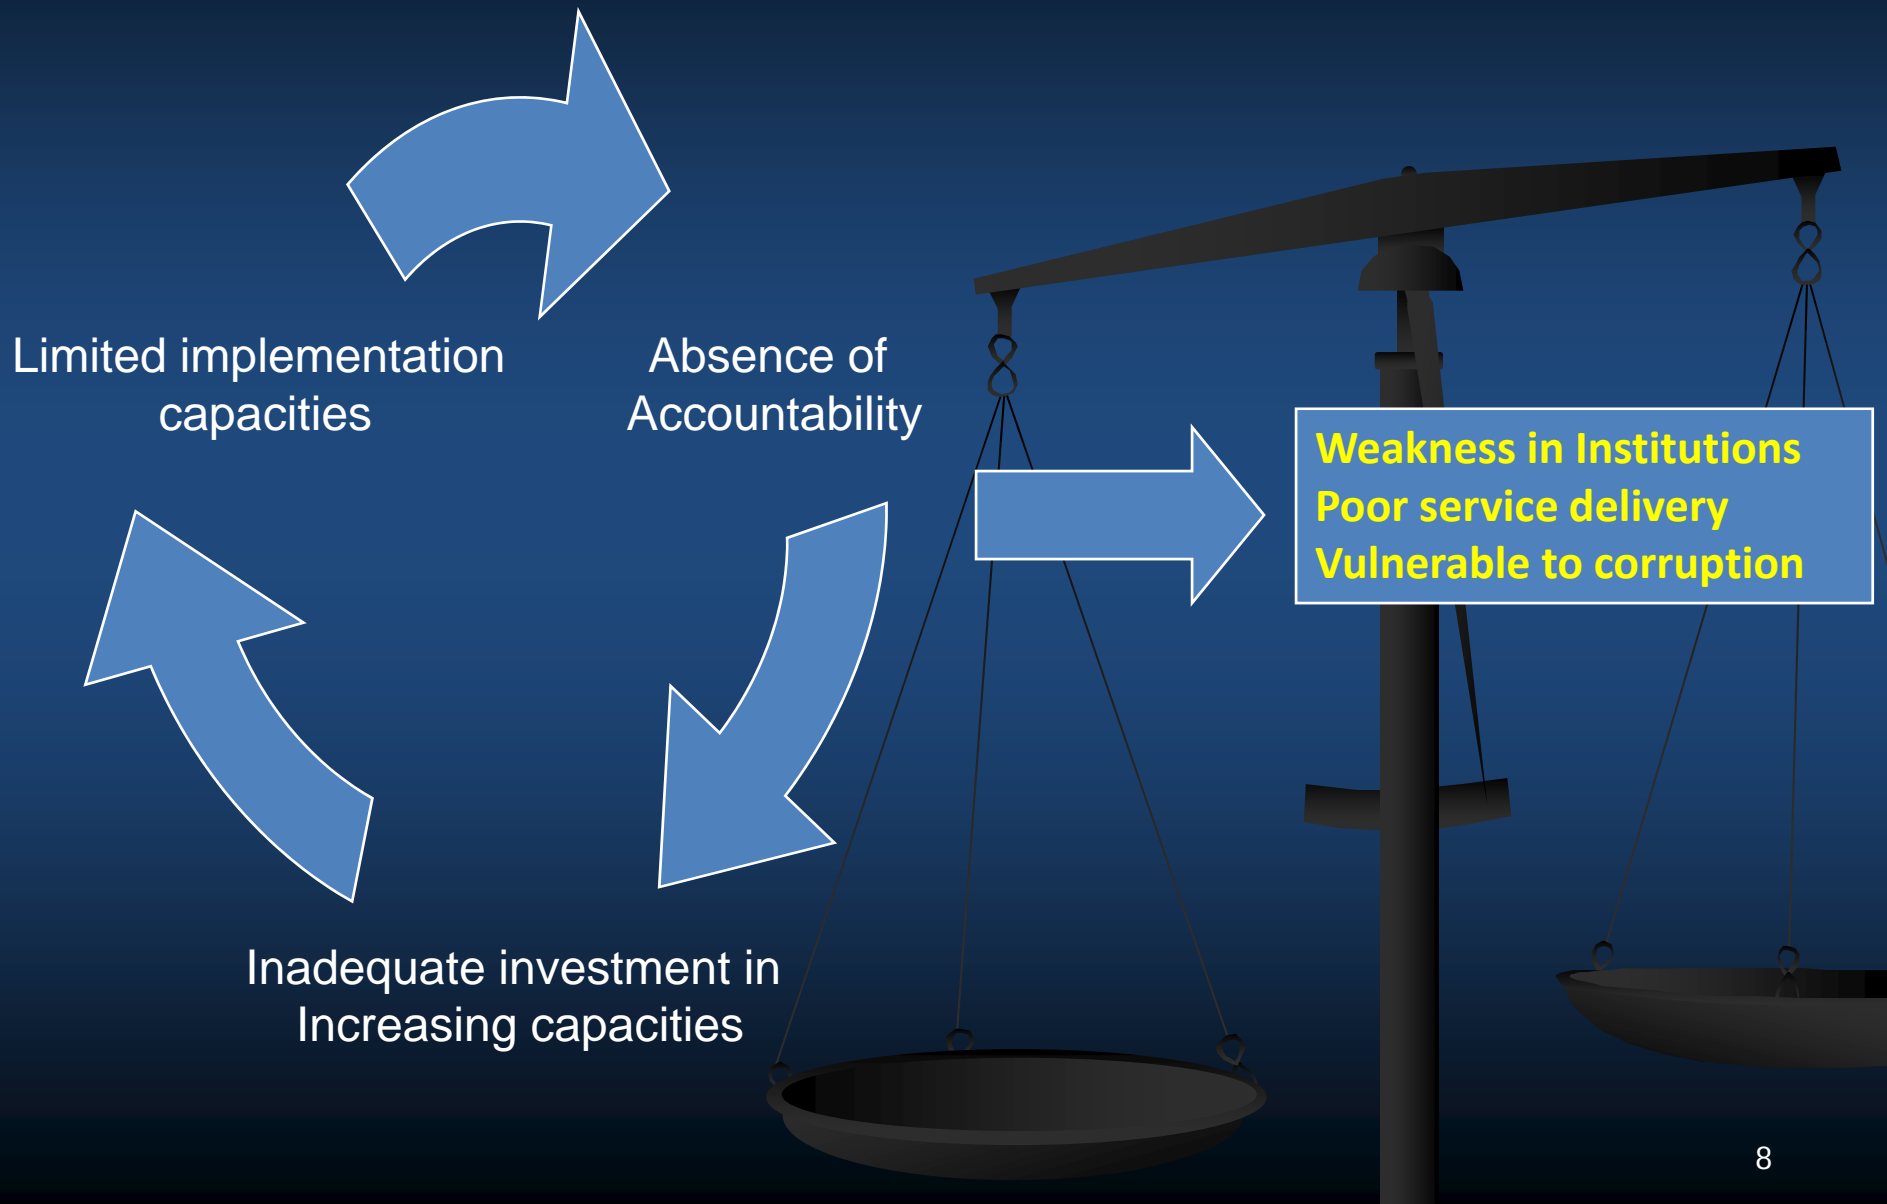 Limited implementation
capacities
Absence of
Accountability
Weakness in Institutions
Poor service delivery
Vulnerable to corruption
Inadequate investment in
Increasing capacities
8